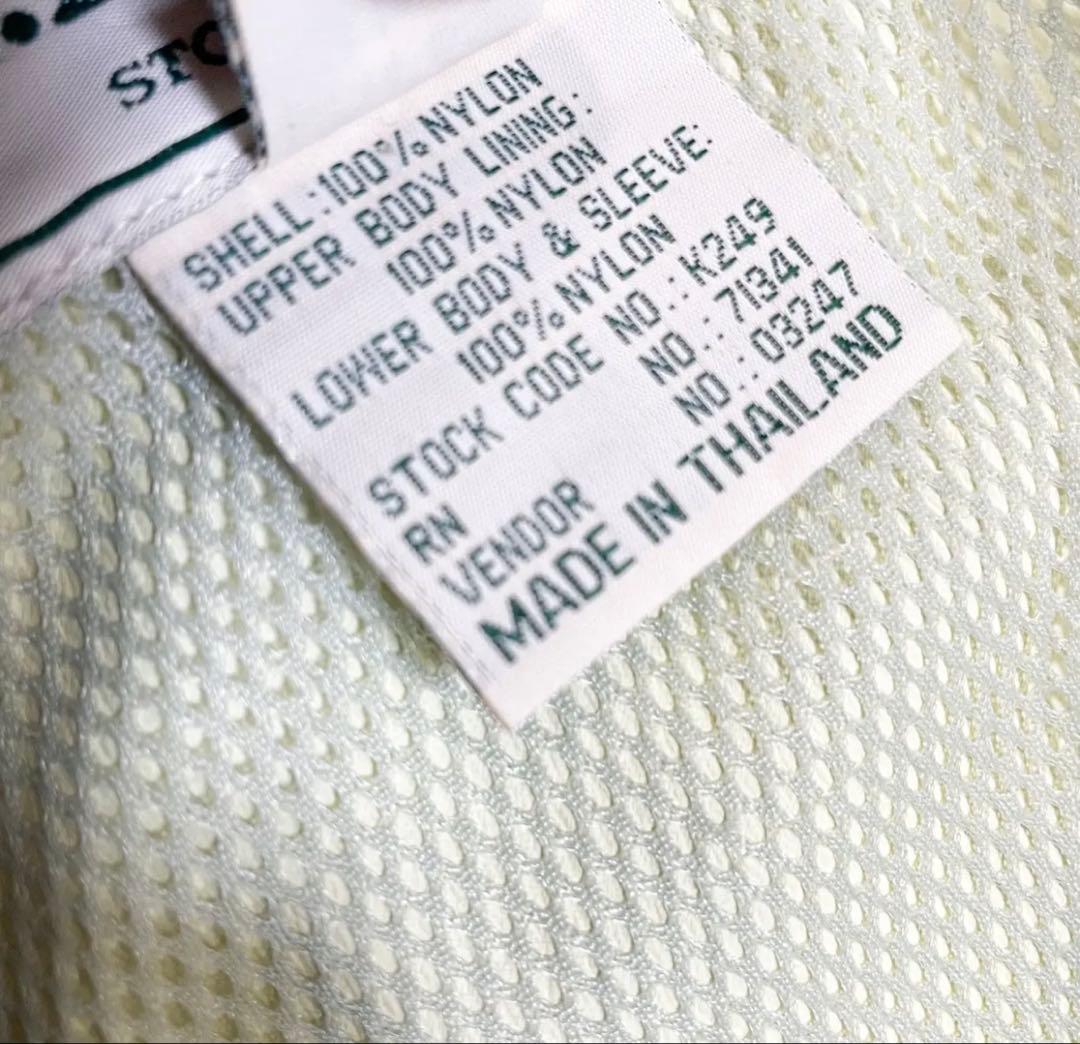 SHELL:100%NYLON
UPPER BODY LINING:
100%NYLON
LOWER BODY & SLEEVE:
100%NYLON
STOCK CODE NO.:K249
RN NO.:71341
VENDOR NO.:03247
MADE IN THAILAND